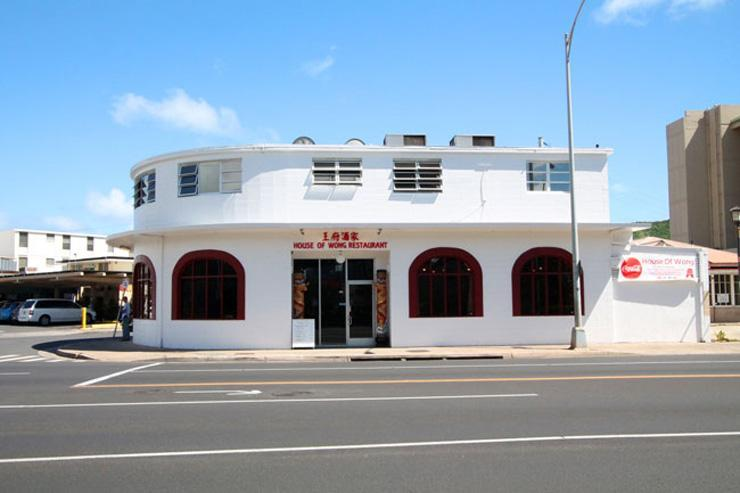 王府酒家
HOUSE OF WONG RESTAURANT
House Of Wong
Coca-Cola